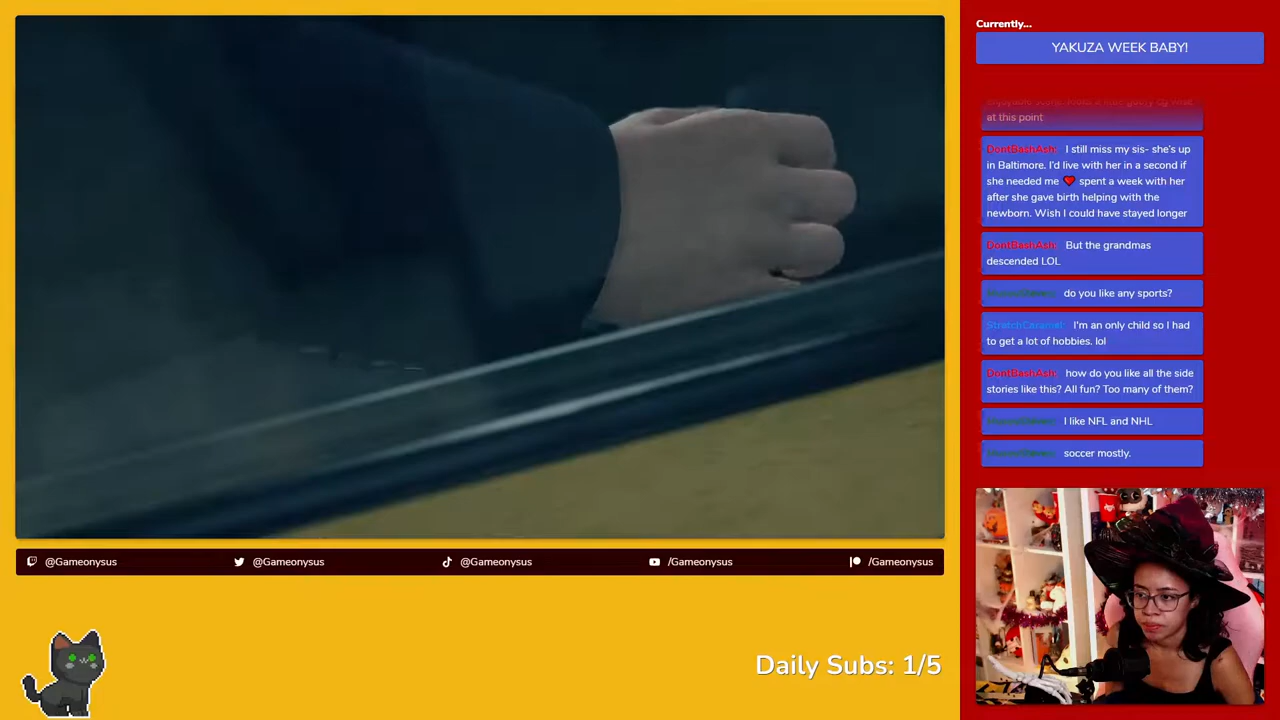 Currently...
YAKUZA WEEK BABY!
at this point
DontBashAsh: I still miss my sis- she's up
in Baltimore. I'd live with her in a second if
she needed me ❤ spent a week with her
after she gave birth helping with the
newborn. Wish I could have stayed longer
DontBashAsh: But the grandmas
descended LOL
do you like any sports?
StretchCaramel: I'm an only child so I had
to get a lot of hobbies. lol
DontBashAsh: how do you like all the side
stories like this? All fun? Too many of them?
I like NFL and NHL
soccer mostly.
@Gameonysus
@Gameonysus
@Gameonysus
/Gameonysus
/Gameonysus
Daily Subs: 1/5